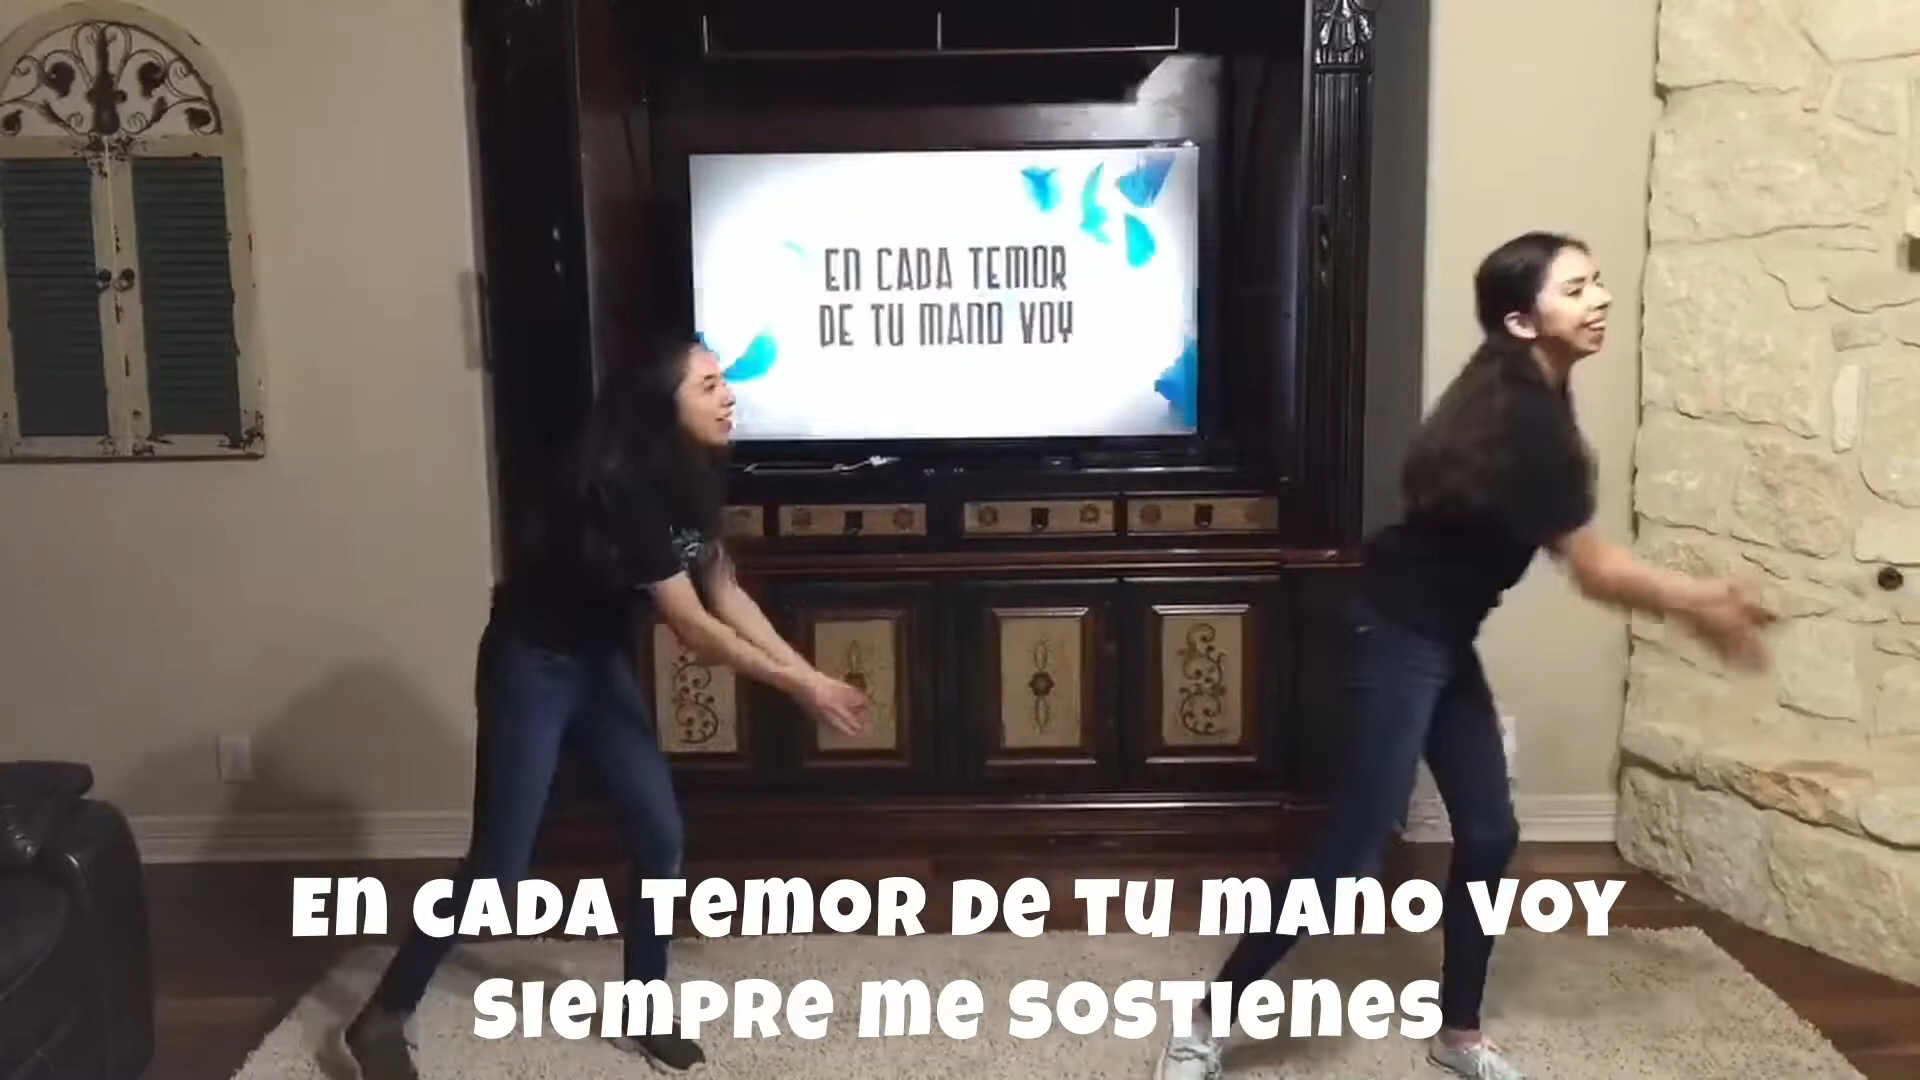 EN CADA TEMOR
DE TU MANO VOY
En cada temor de tu mano voy
siempre me sostienes